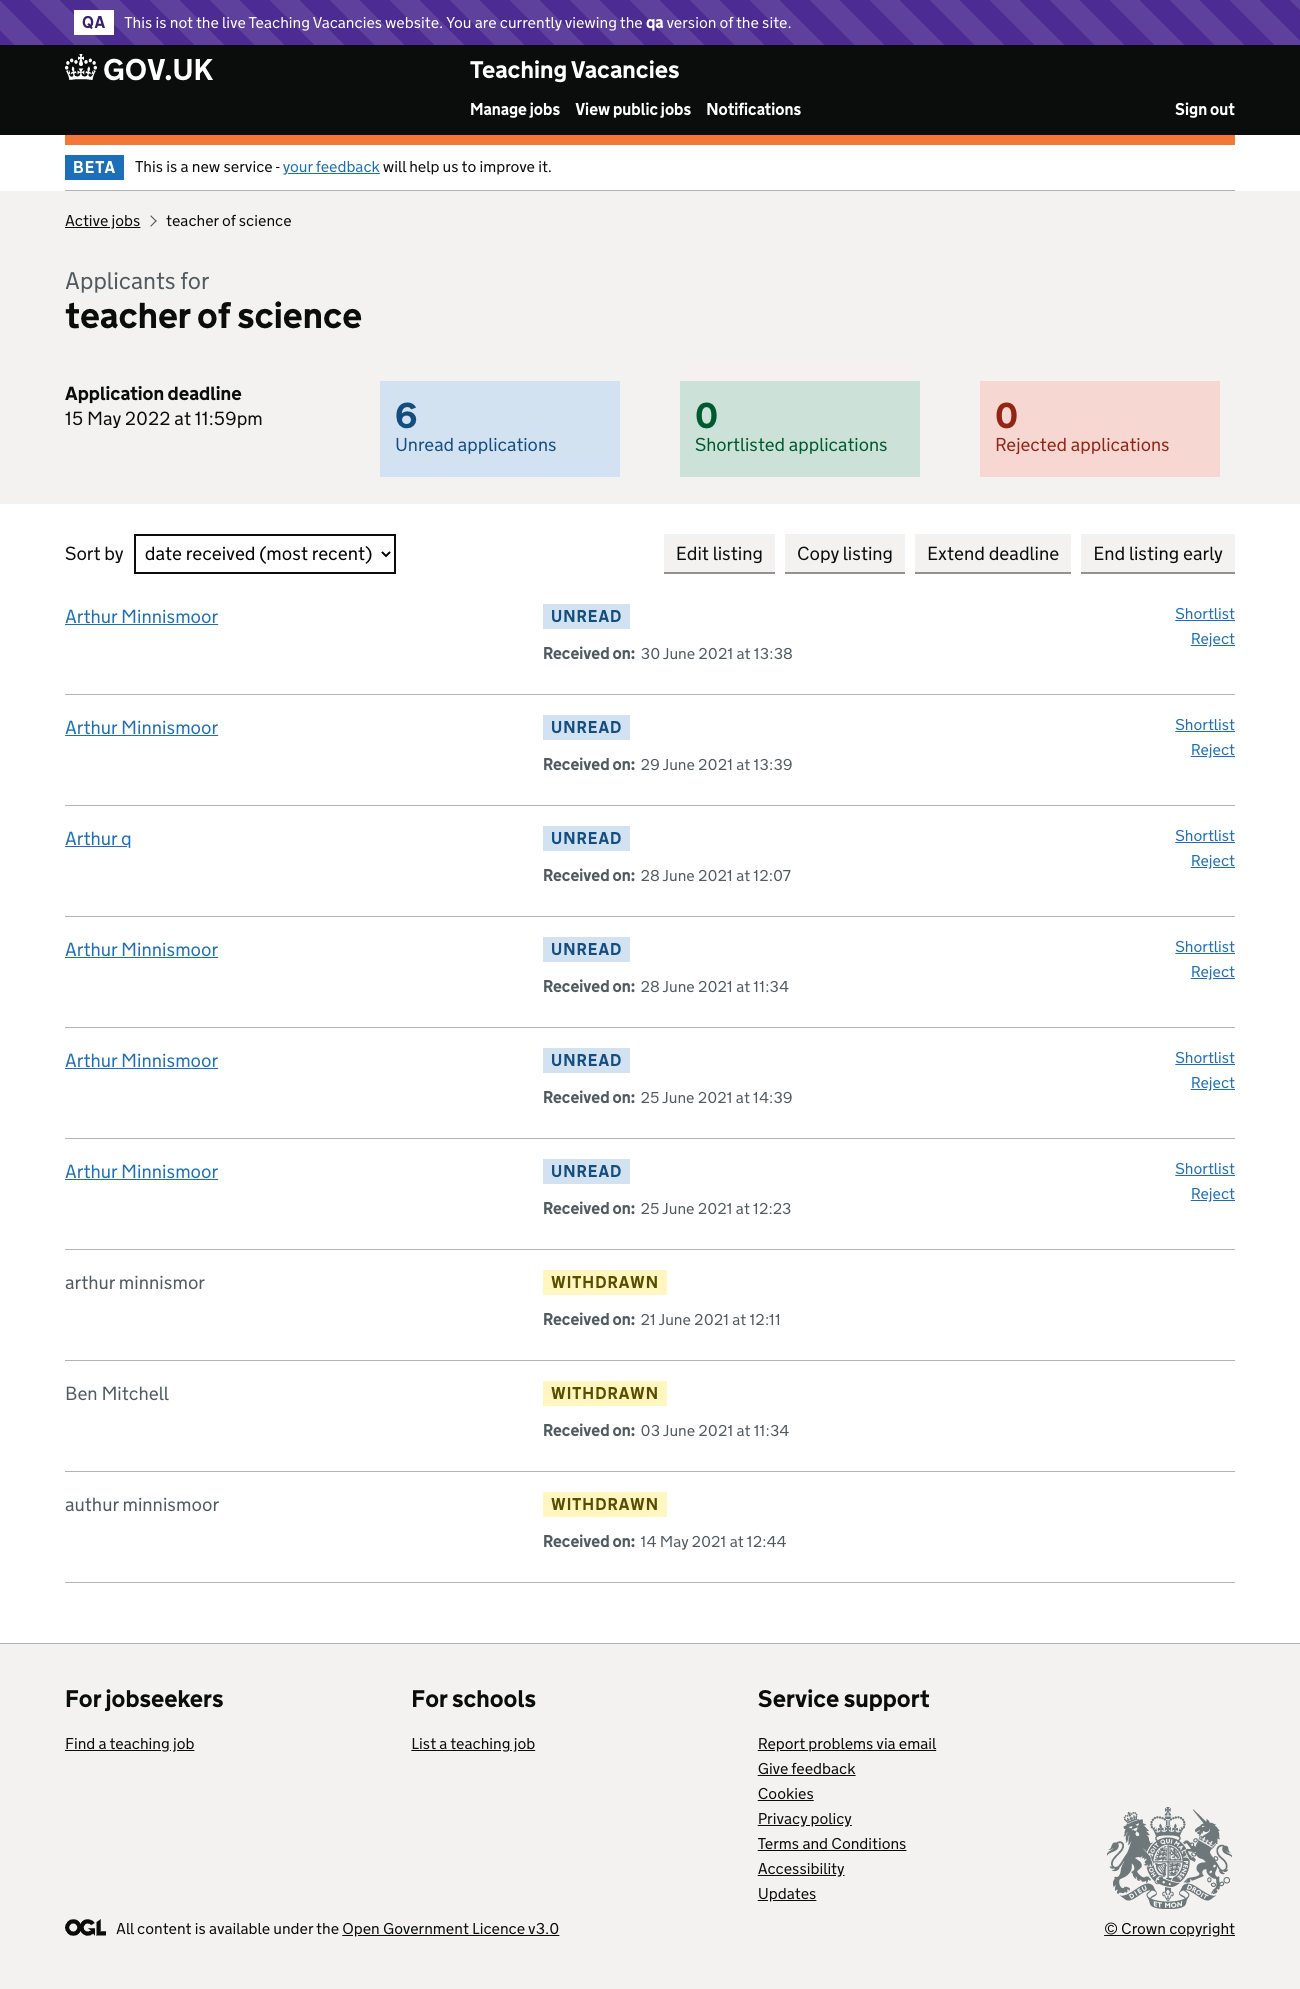 QA This is not the live Teaching Vacancies website. You are currently viewing the qa version of the site.
GOV.UK Teaching Vacancies
Manage jobs View public jobs Notifications Sign out
BETA This is a new service - your feedback will help us to improve it.
Active jobs teacher of science
Applicants for
teacher of science
Application deadline
15 May 2022 at 11:59pm
6
Unread applications
0
Shortlisted applications
0
Rejected applications
Sort by date received (most recent) Edit listing Copy listing Extend deadline End listing early
Arthur Minnismoor UNREAD Shortlist
Received on: 30 June 2021 at 13:38 Reject
Arthur Minnismoor UNREAD Shortlist
Received on: 29 June 2021 at 13:39 Reject
Arthur q UNREAD Shortlist
Received on: 28 June 2021 at 12:07 Reject
Arthur Minnismoor UNREAD Shortlist
Received on: 28 June 2021 at 11:34 Reject
Arthur Minnismoor UNREAD Shortlist
Received on: 25 June 2021 at 14:39 Reject
Arthur Minnismoor UNREAD Shortlist
Received on: 25 June 2021 at 12:23 Reject
arthur minnismor WITHDRAWN
Received on: 21 June 2021 at 12:11
Ben Mitchell WITHDRAWN
Received on: 03 June 2021 at 11:34
authur minnismoor WITHDRAWN
Received on: 14 May 2021 at 12:44
For jobseekers
Find a teaching job
For schools
List a teaching job
Service support
Report problems via email
Give feedback
Cookies
Privacy policy
Terms and Conditions
Accessibility
Updates
DIEU ET MON DROIT
OGL All content is available under the Open Government Licence v3.0
© Crown copyright